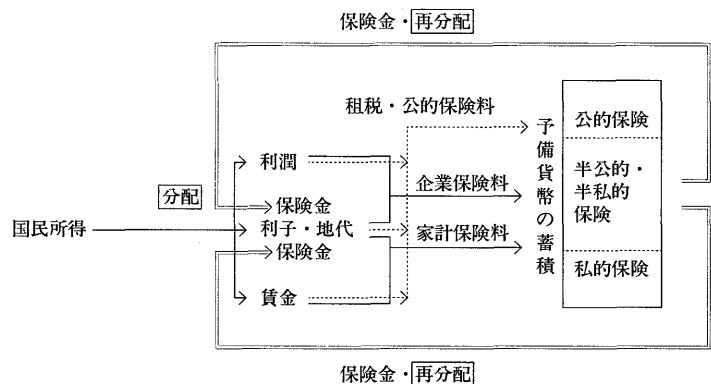 保険金・再分配
租税・公的保険料
予備貨幣の蓄積
公的保険
利潤
半公的・
半私的
保険
企業保険料
分配
保険金
国民所得
利子・地代
家計保険料
保険金
私的保険
賃金
保険金・再分配